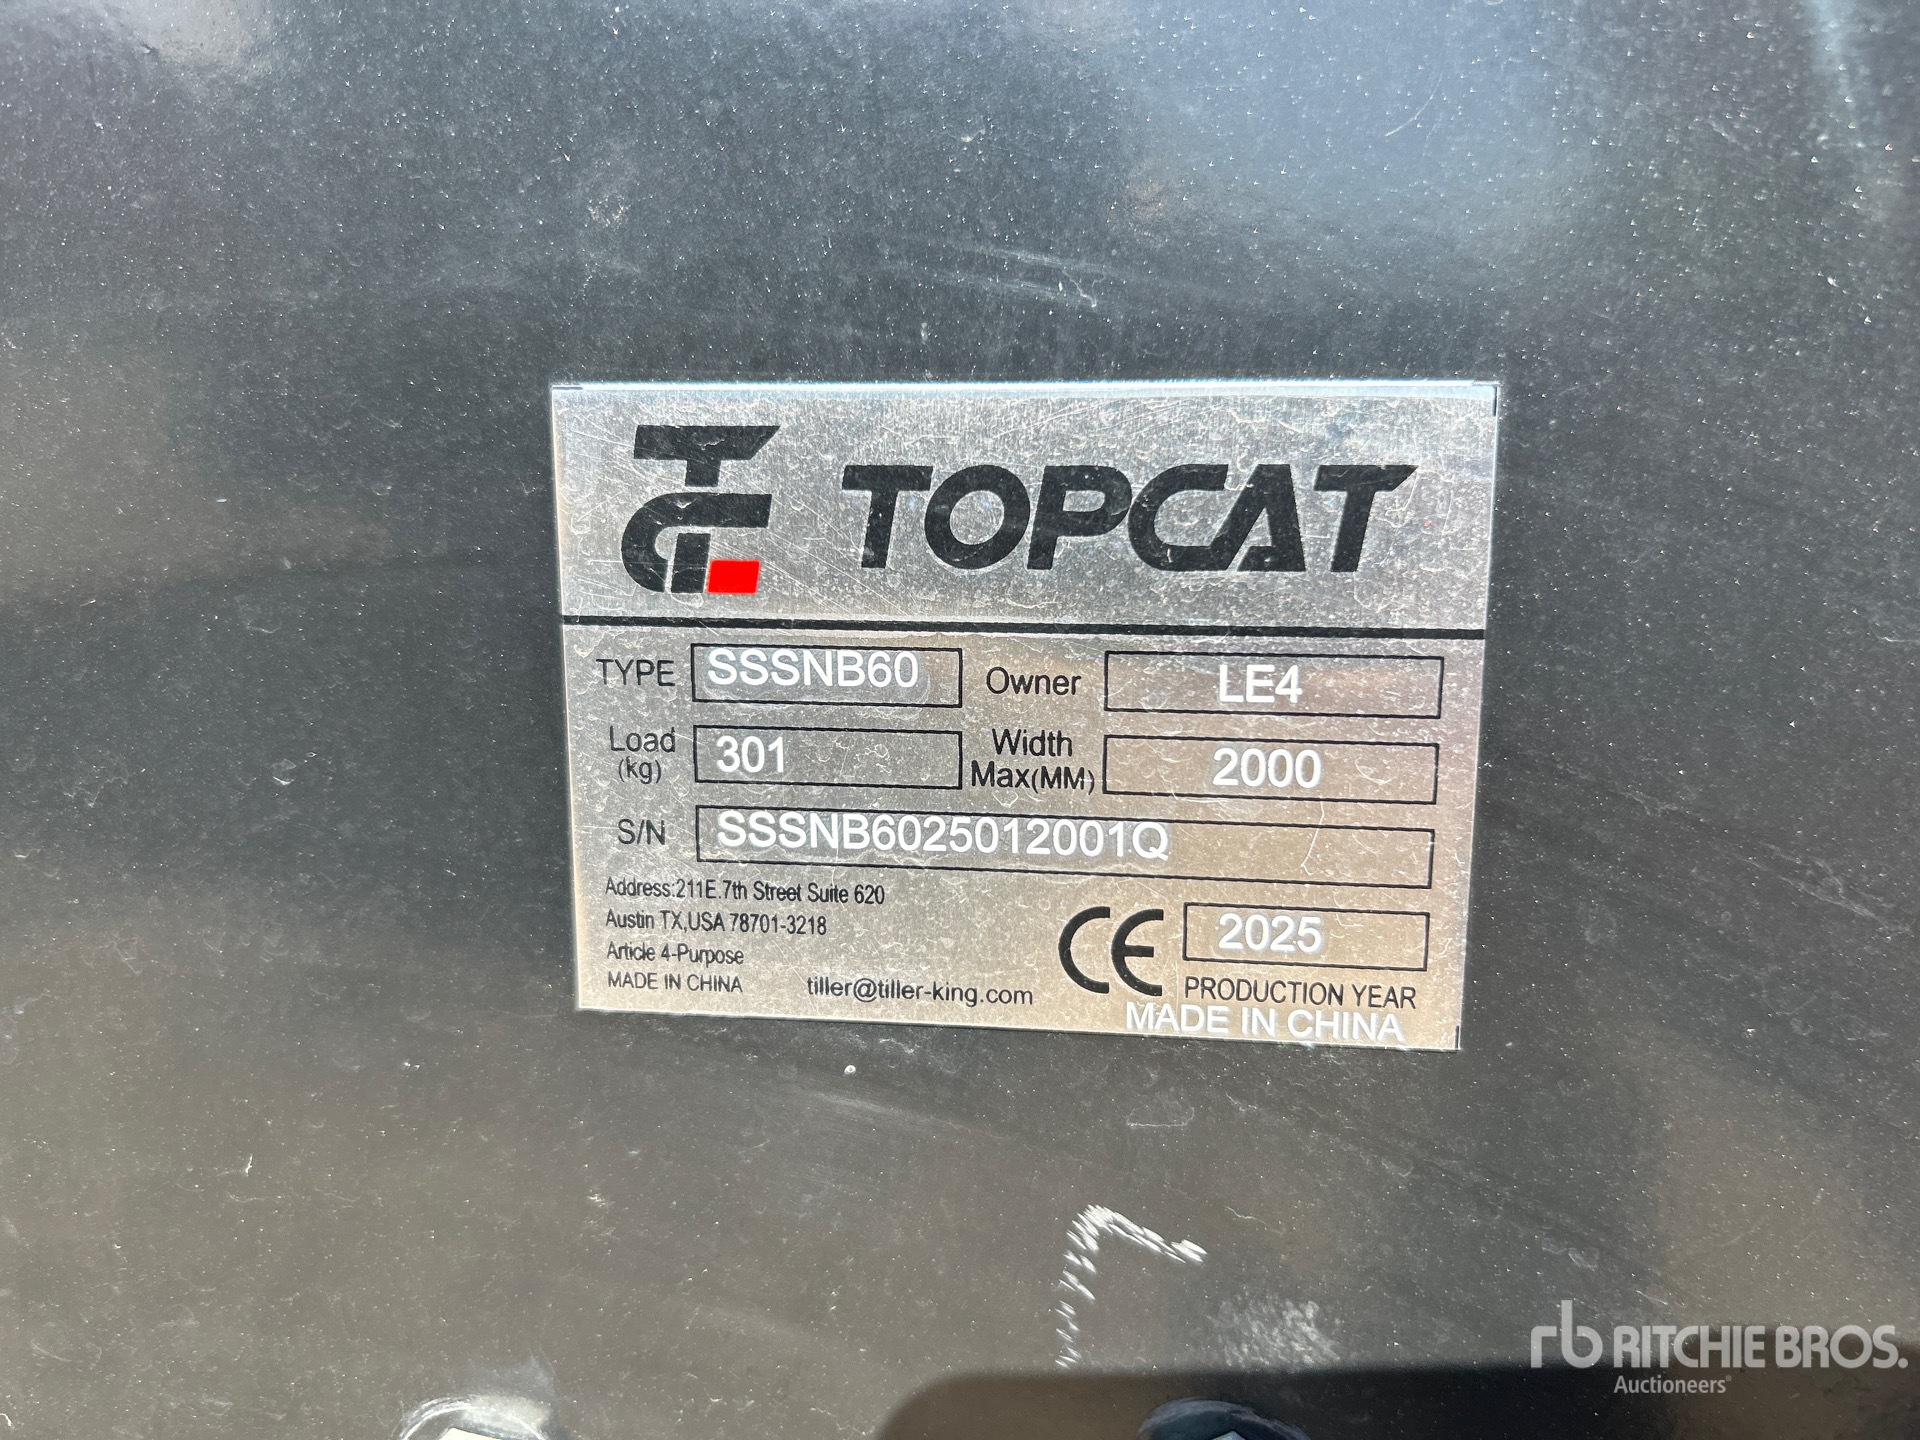 TC TOPCAT
TYPE SSSNB60 Owner LE4
Load (kg) 301 Width Max(MM) 2000
S/N SSSNB6025012001Q
Address:211E.7th Street Suite 620
Austin TX,USA 78701-3218
Article 4-Purpose
MADE IN CHINA tiller@tiller-king.com
CE 2025
PRODUCTION YEAR
MADE IN CHINA
rb RITCHIE BROS.
Auctioneers